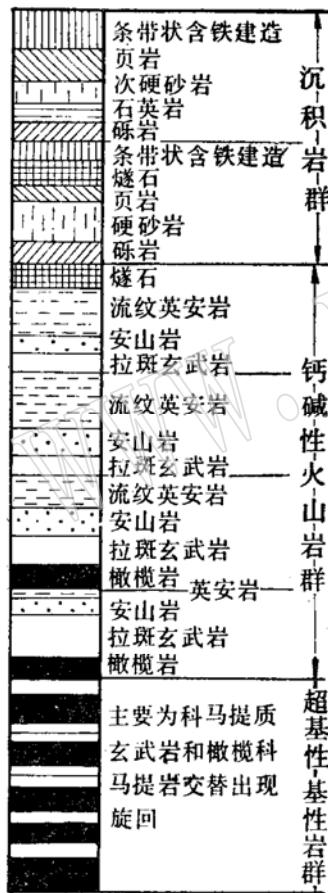 条带状含铁建造
页岩
次硬砂岩
石英岩
砾岩
条带状含铁建造
燧石
页岩
硬砂岩
砾岩
沉积岩群
燧石
流纹英安岩
安山岩
拉斑玄武岩
流纹英安岩
安山岩
拉斑玄武岩
流纹英安岩
安山岩
拉斑玄武岩
橄榄岩
英安岩
安山岩
拉斑玄武岩
橄榄岩
钙碱性火山岩群
主要为科马提质
玄武岩和橄榄科
马提岩交替出现
旋回
超基性-基性岩群
WWW.